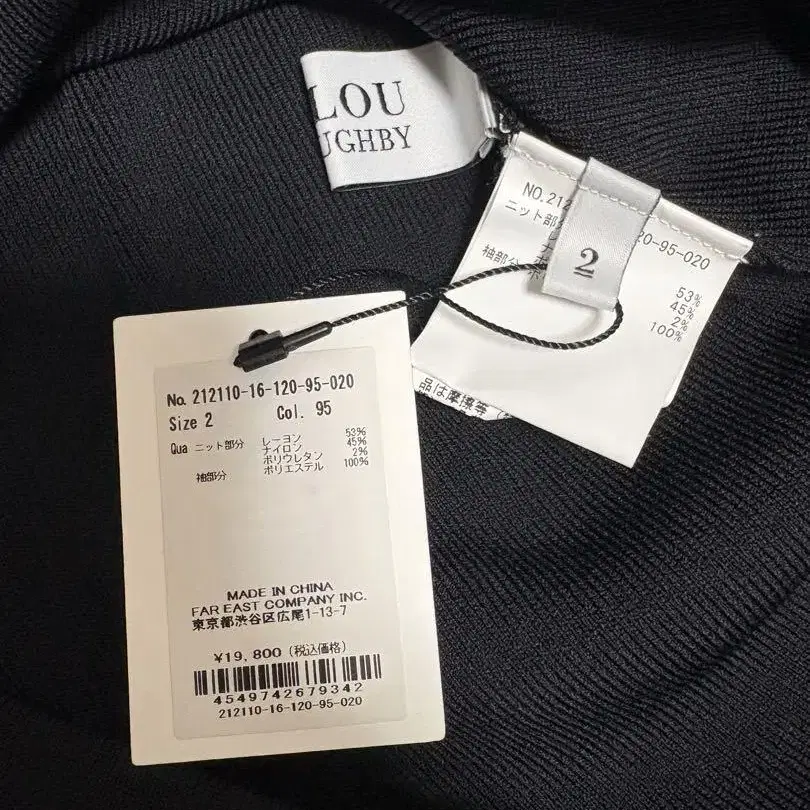 LOU
UGHBY
NO.212
20-95-020
ニット部分
袖部分
2
53%
45%
2%
100%
品は摩擦等
No. 212110-16-120-95-020
Size 2 Col. 95
Qua ニット部分 レーヨン 53%
ナイロン 45%
ポリウレタン 2%
袖部分 ポリエステル 100%
MADE IN CHINA
FAR EAST COMPANY INC.
東京都渋谷区広尾1-13-7
¥19,800 (税込価格)
4549742679342
212110-16-120-95-020